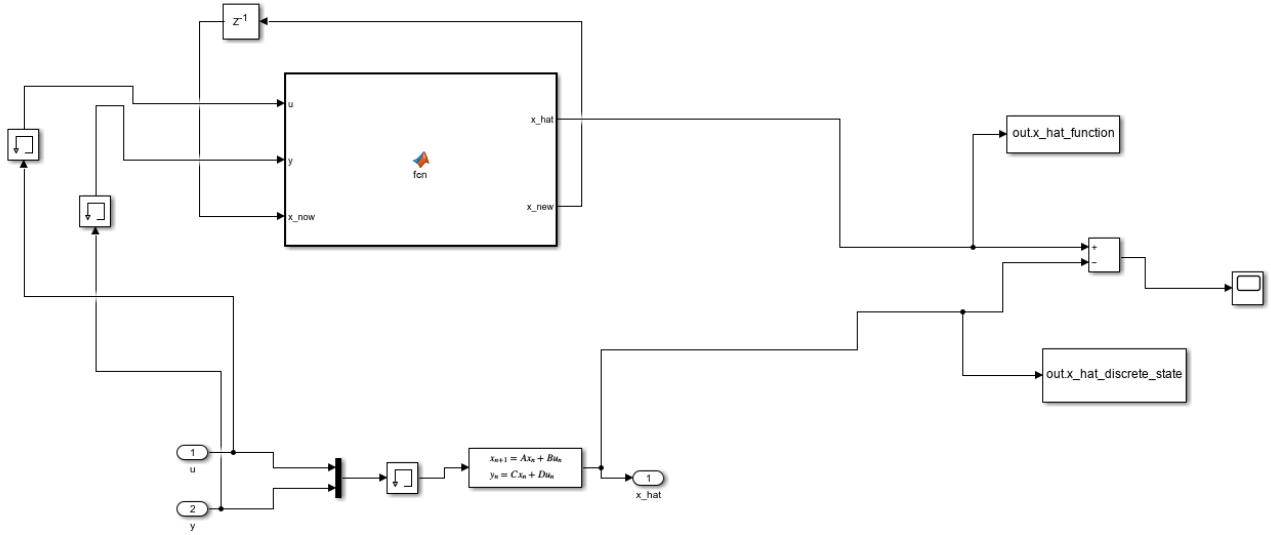 Z⁻¹
u
x_hat
out.x_hat_function
y
fcn
x_new
x_now
+
−
out.x_hat_discrete_state
1
u
xₙ₊₁ = Axₙ + Buₙ
yₙ = Cxₙ + Duₙ
1
x_hat
2
y